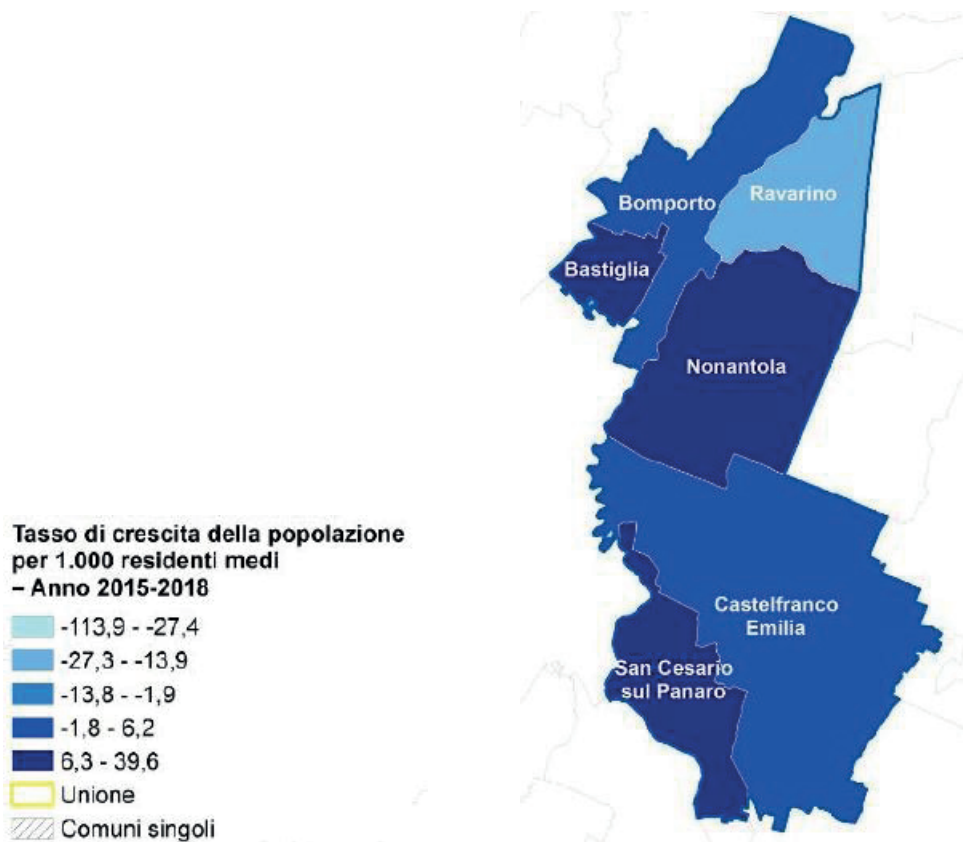 Bomporto
Ravarino
Bastiglia
Nonantola
Castelfranco
Emilia
San Cesario
sul Panaro
Tasso di crescita della popolazione
per 1.000 residenti medi
– Anno 2015-2018
-113,9 - -27,4
-27,3 - -13,9
-13,8 - -1,9
-1,8 - 6,2
6,3 - 39,6
Unione
Comuni singoli